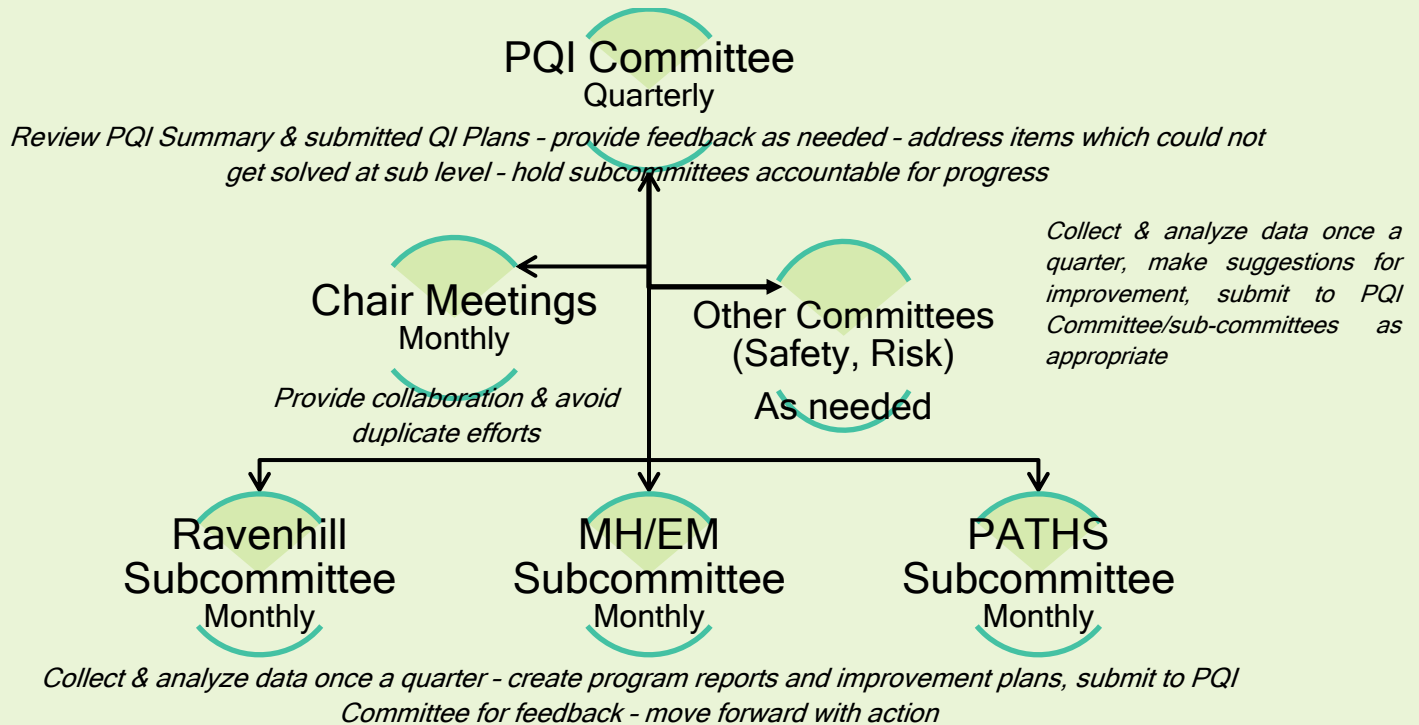 PQI Committee
Quarterly
Review PQI Summary & submitted QI Plans - provide feedback as needed - address items which could not
get solved at sub level - hold subcommittees accountable for progress
Collect & analyze data once a
quarter, make suggestions for
improvement, submit to PQI
Committee/sub-committees as
appropriate
Chair Meetings
Monthly
Provide collaboration & avoid
duplicate efforts
Other Committees
(Safety, Risk)
As needed
Ravenhill
Subcommittee
Monthly
MH/EM
Subcommittee
Monthly
PATHS
Subcommittee
Monthly
Collect & analyze data once a quarter - create program reports and improvement plans, submit to PQI
Committee for feedback - move forward with action